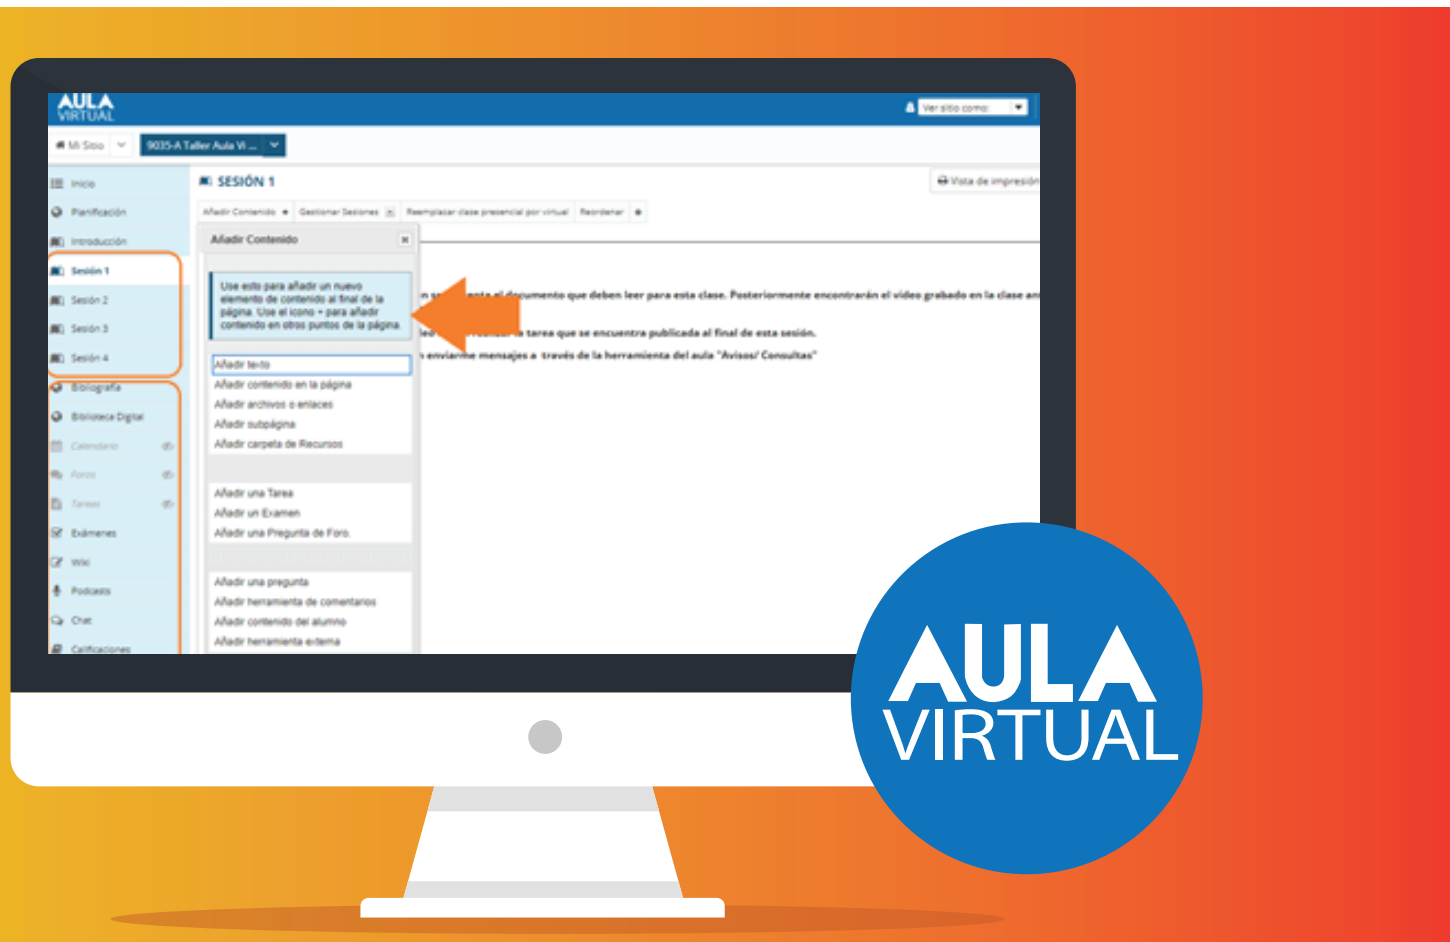 AULA
VIRTUAL
Ver sitio como:
Mi Sitio
9035-A Taller Aula Vi ...
Inicio
Planificación
Introducción
Sesión 1
Sesión 2
Sesión 3
Sesión 4
Bibliografía
Biblioteca Digital
Calendario
Foros
Tareas
Exámenes
Wiki
Podcasts
Chat
Calificaciones
SESIÓN 1
Vista de impresión
Añadir Contenido Gestionar Sesiones Reemplazar clase presencial por virtual Reordenar
Añadir Contenido
Use esto para añadir un nuevo
elemento de contenido al final de la
página. Use el icono + para añadir
contenido en otros puntos de la página.
Añadir texto
Añadir contenido en la página
Añadir archivos o enlaces
Añadir subpágina
Añadir carpeta de Recursos
Añadir una Tarea
Añadir un Examen
Añadir una Pregunta de Foro.
Añadir una pregunta
Añadir herramienta de comentarios
Añadir contenido del alumno
Añadir herramienta externa
el documento que deben leer para esta clase. Posteriormente encontrarán el video grabado en la clase
la tarea que se encuentra publicada al final de esta sesión.
enviarme mensajes a través de la herramienta del aula "Avisos/ Consultas"
AULA
VIRTUAL